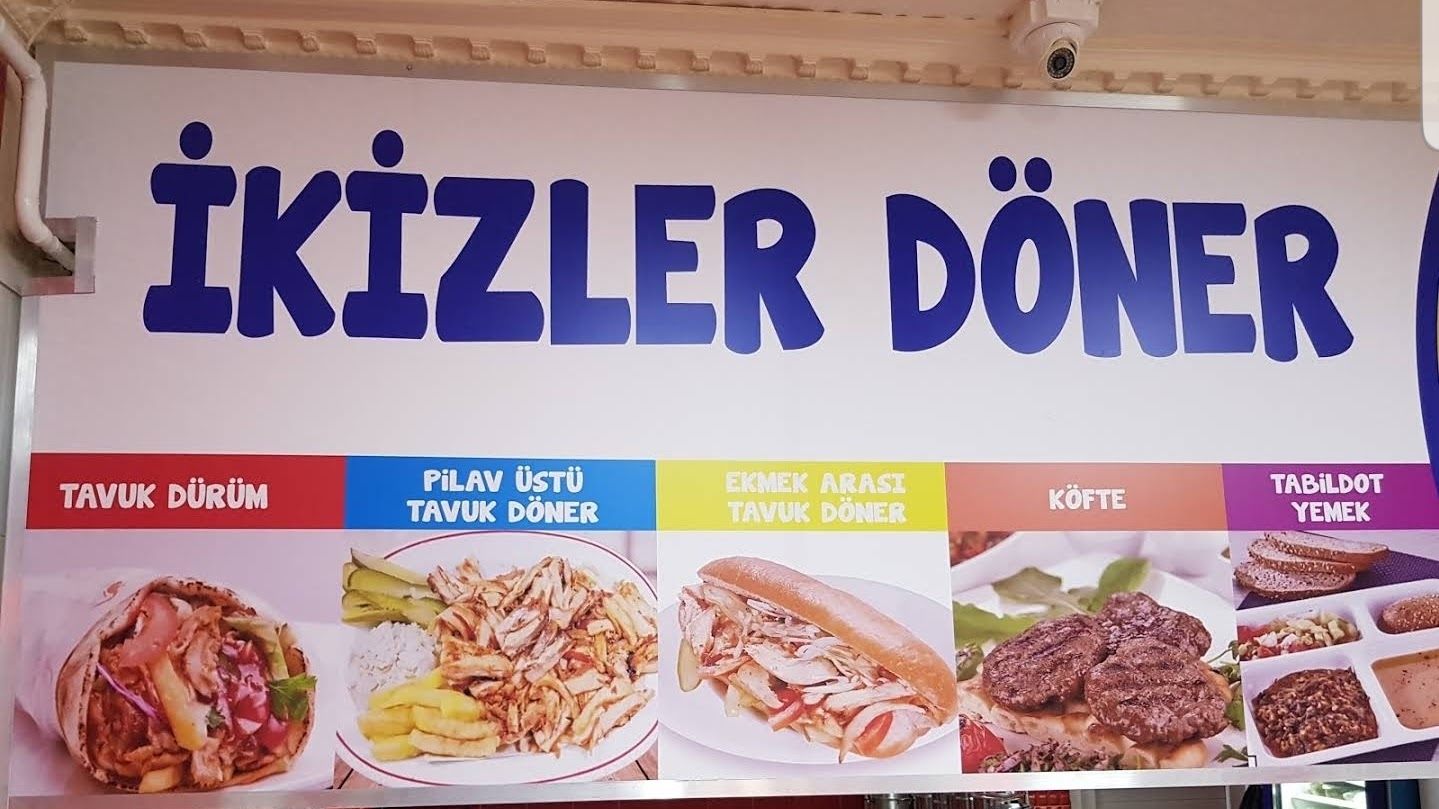 İKİZLER DÖNER
TAVUK DÜRÜM
PİLAV ÜSTÜ
TAVUK DÖNER
EKMEK ARASI
TAVUK DÖNER
KÖFTE
TABİLDOT
YEMEK